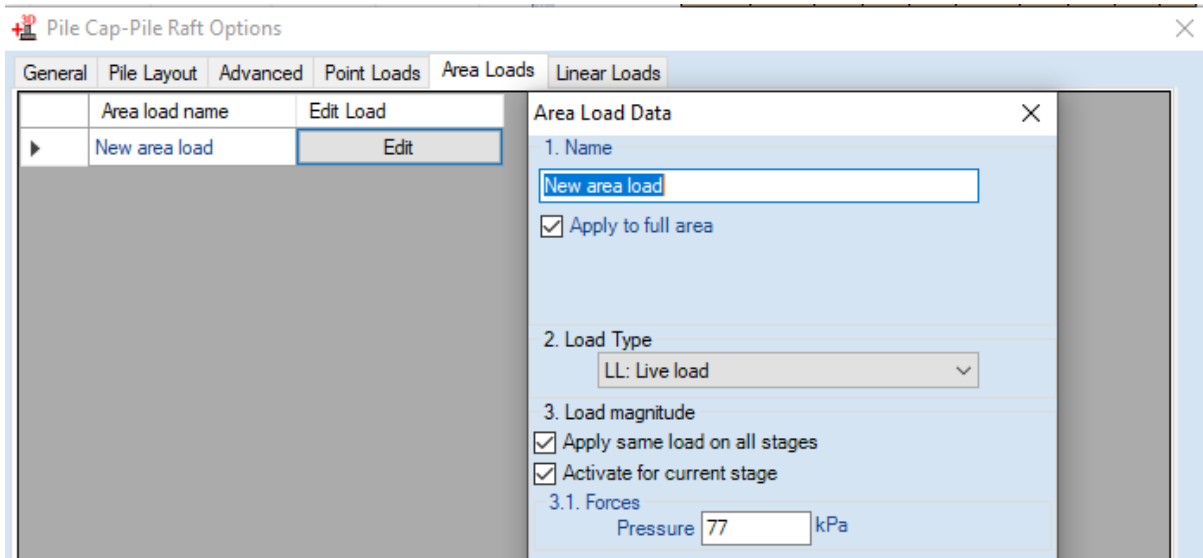 Pile Cap-Pile Raft Options
General Pile Layout Advanced Point Loads Area Loads Linear Loads
Area load name Edit Load
New area load Edit
Area Load Data
1. Name
New area load
Apply to full area
2. Load Type
LL: Live load
3. Load magnitude
Apply same load on all stages
Activate for current stage
3.1. Forces
Pressure 77 kPa